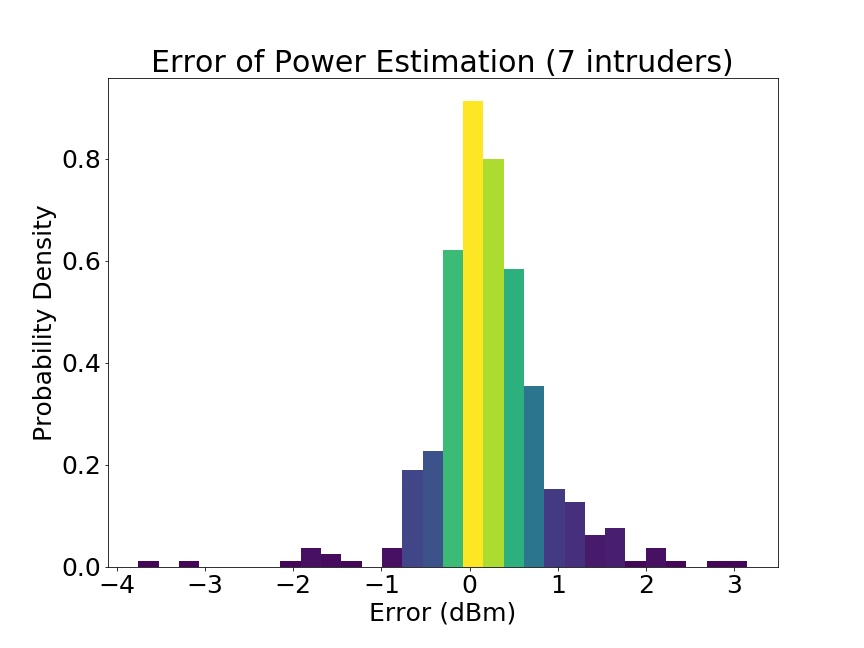 Error of Power Estimation (7 intruders)
Probability Density
0.8
0.6
0.4
0.2
0.0
−4 −3 −2 −1 0 1 2 3
Error (dBm)